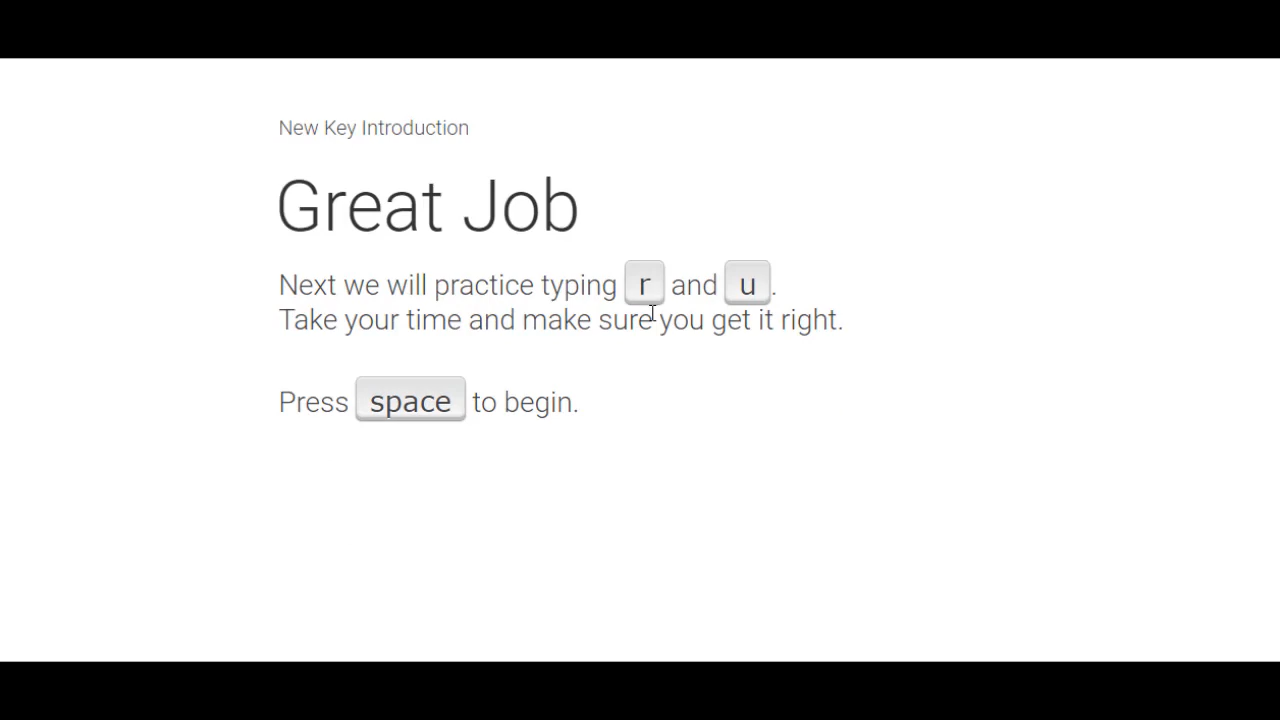 New Key Introduction
Great Job
Next we will practice typing r and u.
Take your time and make sure you get it right.
Press space to begin.